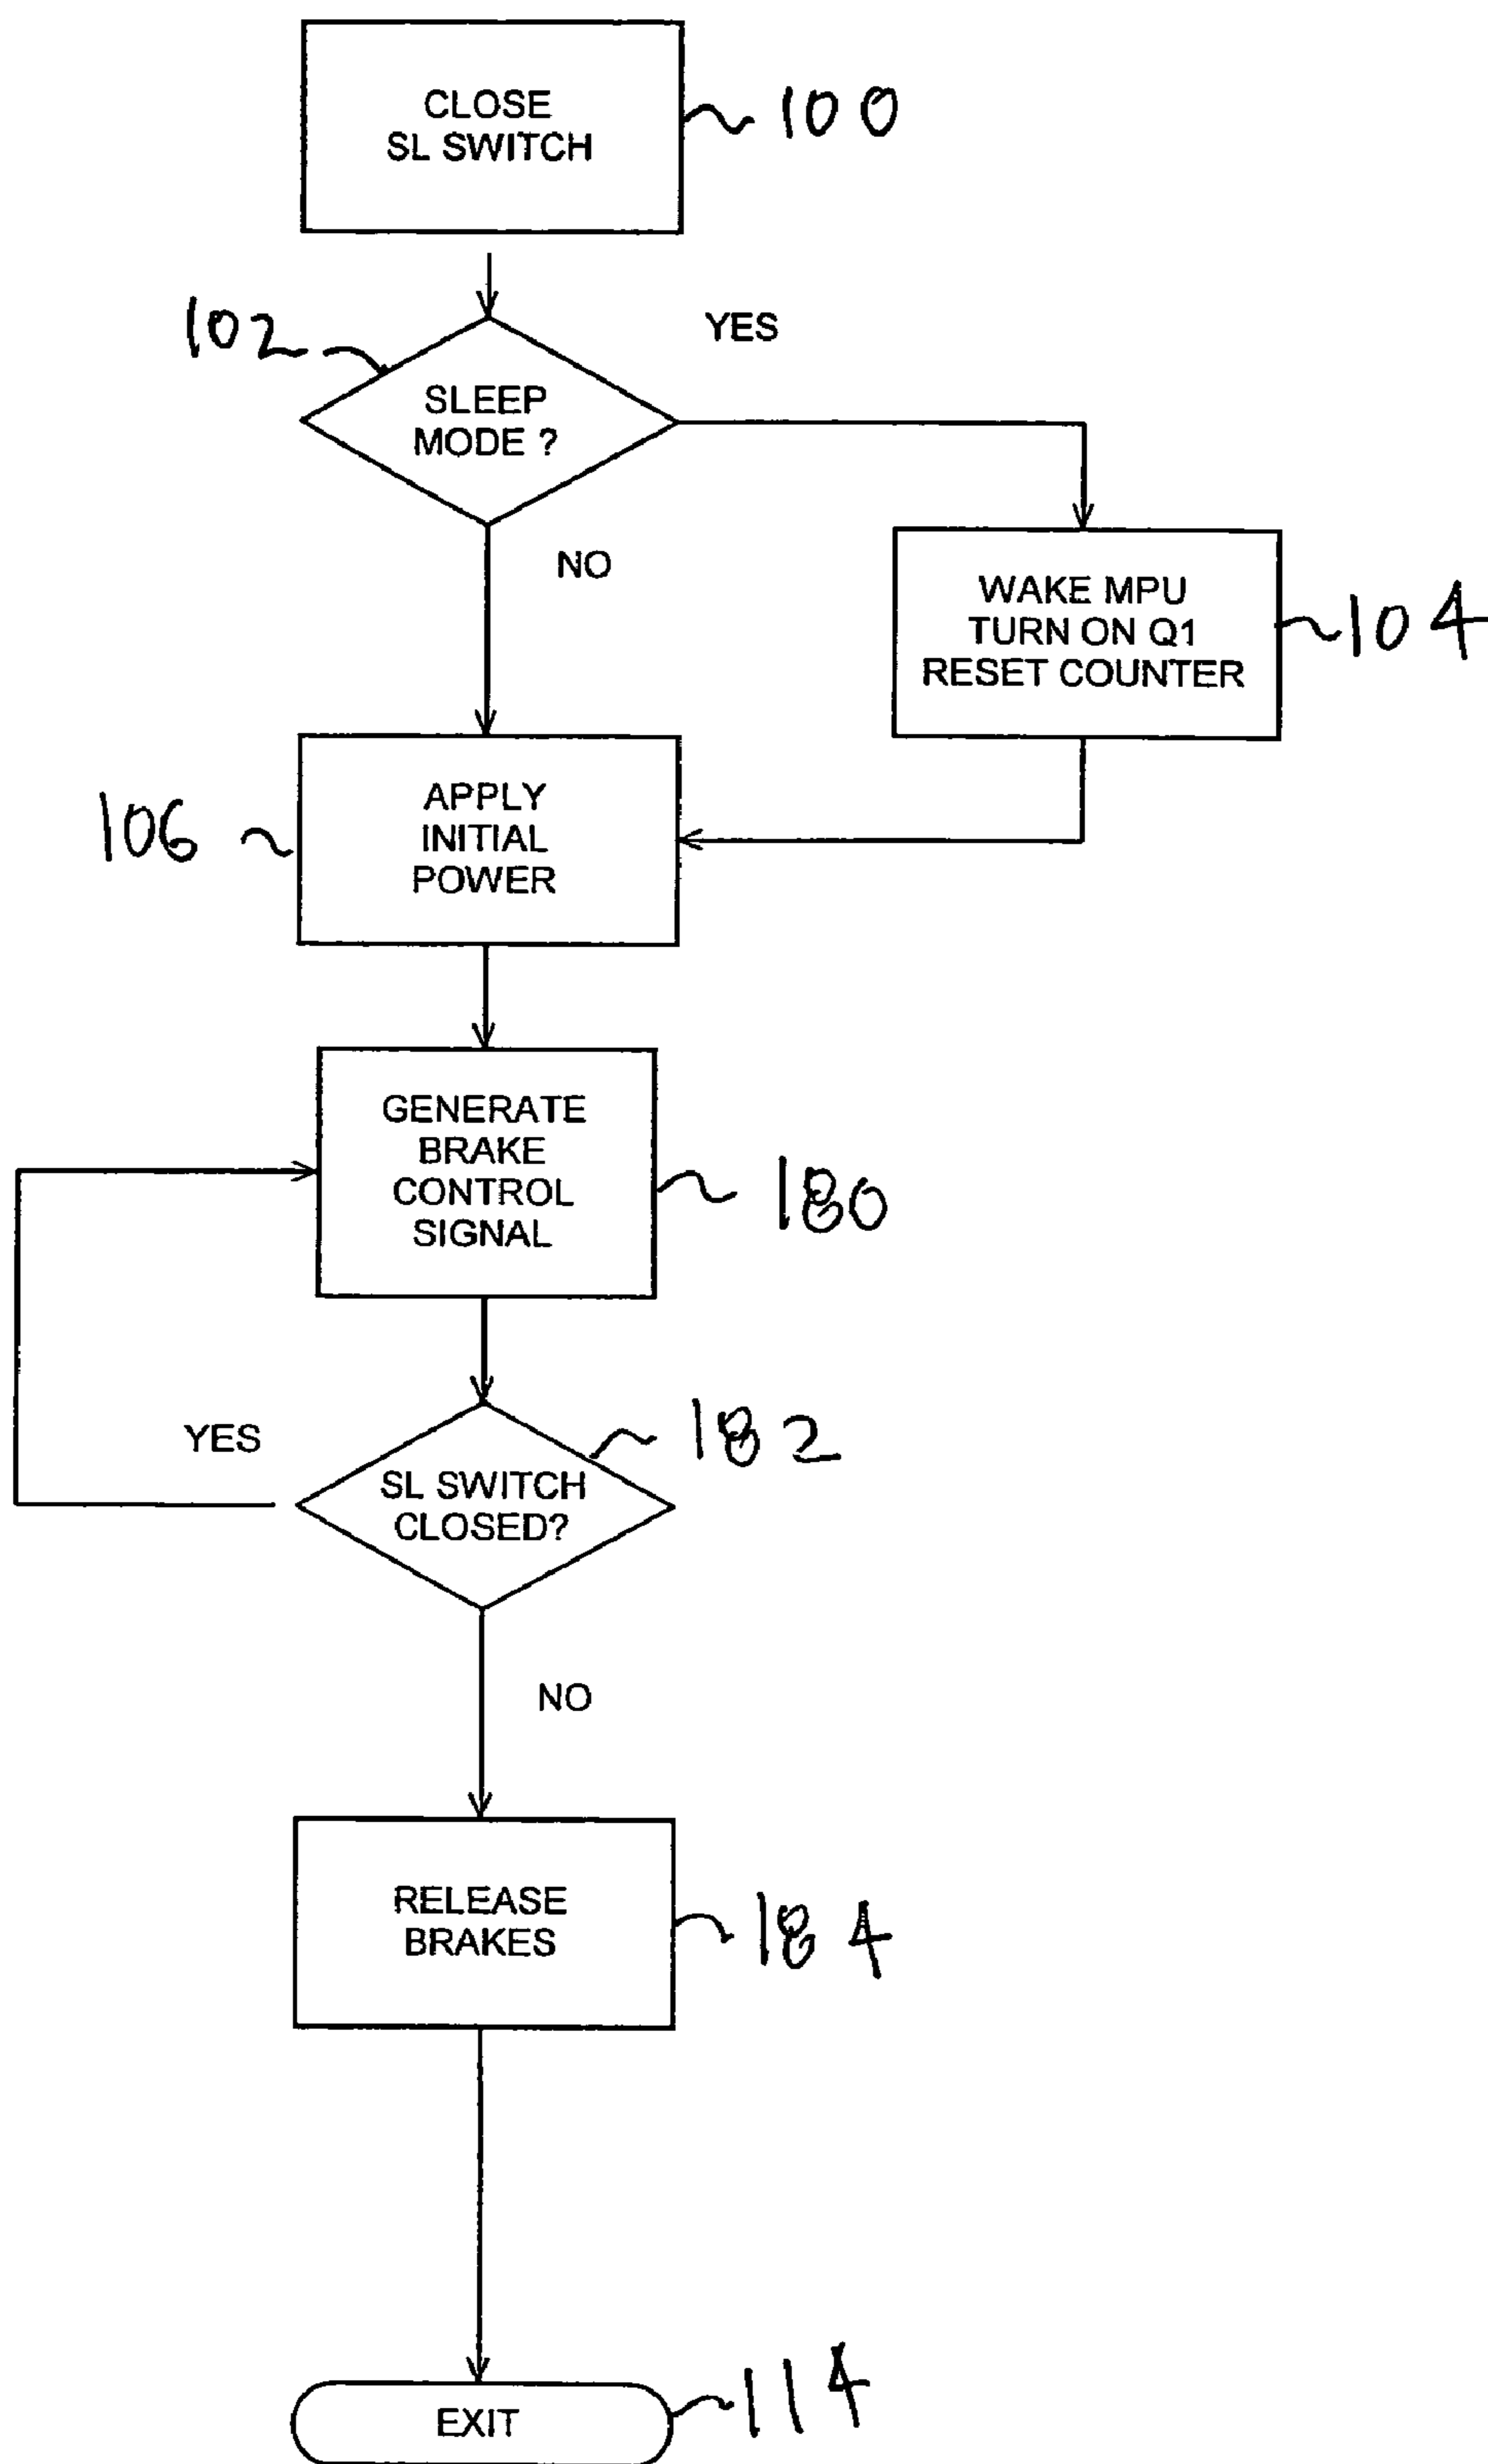 CLOSE
SL SWITCH
100
102
YES
SLEEP
MODE ?
NO
WAKE MPU
TURN ON Q1
RESET COUNTER
104
APPLY
INITIAL
POWER
106
GENERATE
BRAKE
CONTROL
SIGNAL
180
YES
182
SL SWITCH
CLOSED?
NO
RELEASE
BRAKES
184
EXIT
114